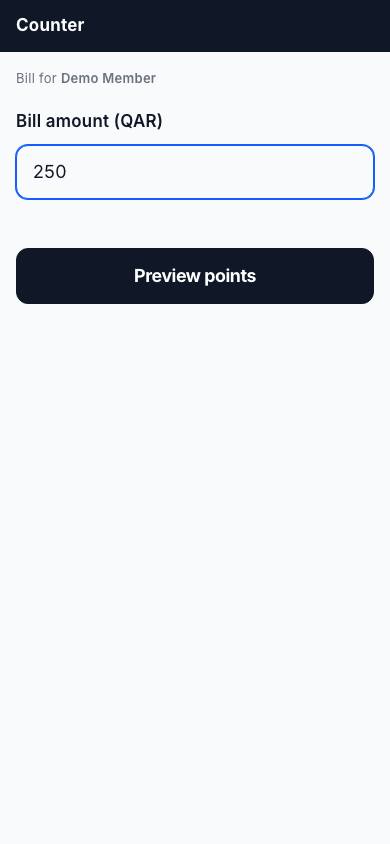 Counter
Bill for Demo Member
Bill amount (QAR)
250
Preview points